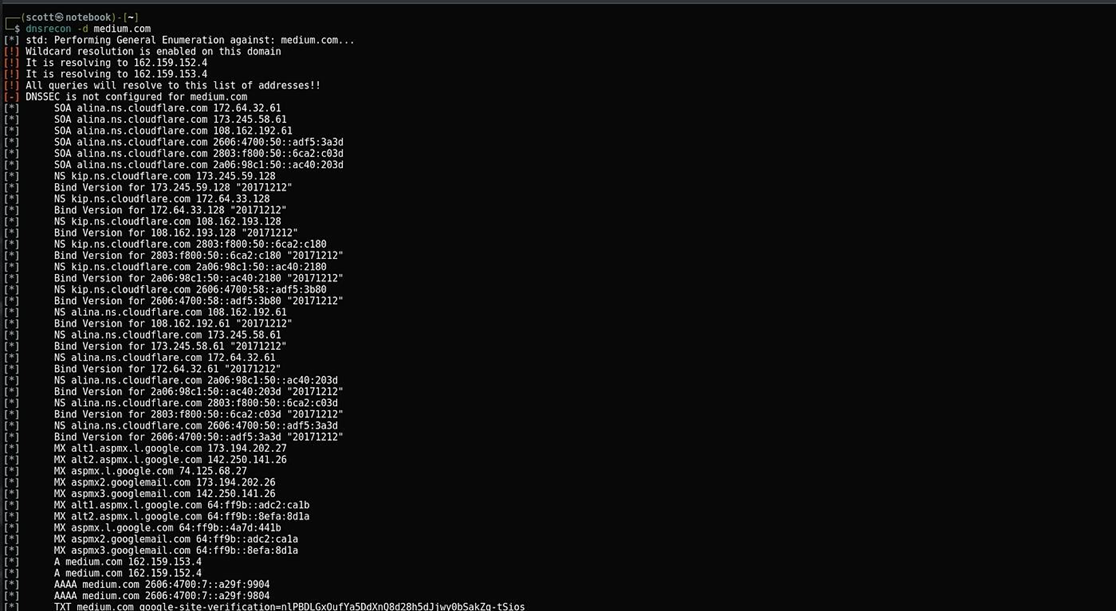 ┌──(scott㉿notebook)-[~]
└─$ dnsrecon -d medium.com
[*] std: Performing General Enumeration against: medium.com...
[!] Wildcard resolution is enabled on this domain
[!] It is resolving to 162.159.152.4
[!] It is resolving to 162.159.153.4
[!] All queries will resolve to this list of addresses!!
[-] DNSSEC is not configured for medium.com
[*] SOA alina.ns.cloudflare.com 172.64.32.61
[*] SOA alina.ns.cloudflare.com 173.245.58.61
[*] SOA alina.ns.cloudflare.com 108.162.192.61
[*] SOA alina.ns.cloudflare.com 2606:4700:50::adf5:3a3d
[*] SOA alina.ns.cloudflare.com 2803:f800:50::6ca2:c03d
[*] SOA alina.ns.cloudflare.com 2a06:98c1:50::ac40:203d
[*] NS kip.ns.cloudflare.com 173.245.59.128
[*] Bind Version for 173.245.59.128 "20171212"
[*] NS kip.ns.cloudflare.com 172.64.33.128
[*] Bind Version for 172.64.33.128 "20171212"
[*] NS kip.ns.cloudflare.com 108.162.193.128
[*] Bind Version for 108.162.193.128 "20171212"
[*] NS kip.ns.cloudflare.com 2803:f800:50::6ca2:c180
[*] Bind Version for 2803:f800:50::6ca2:c180 "20171212"
[*] NS kip.ns.cloudflare.com 2a06:98c1:50::ac40:2180
[*] Bind Version for 2a06:98c1:50::ac40:2180 "20171212"
[*] NS kip.ns.cloudflare.com 2606:4700:58::adf5:3b80
[*] Bind Version for 2606:4700:58::adf5:3b80 "20171212"
[*] NS alina.ns.cloudflare.com 108.162.192.61
[*] Bind Version for 108.162.192.61 "20171212"
[*] NS alina.ns.cloudflare.com 173.245.58.61
[*] Bind Version for 173.245.58.61 "20171212"
[*] NS alina.ns.cloudflare.com 172.64.32.61
[*] Bind Version for 172.64.32.61 "20171212"
[*] NS alina.ns.cloudflare.com 2a06:98c1:50::ac40:203d
[*] Bind Version for 2a06:98c1:50::ac40:203d "20171212"
[*] NS alina.ns.cloudflare.com 2803:f800:50::6ca2:c03d
[*] Bind Version for 2803:f800:50::6ca2:c03d "20171212"
[*] NS alina.ns.cloudflare.com 2606:4700:50::adf5:3a3d
[*] Bind Version for 2606:4700:50::adf5:3a3d "20171212"
[*] MX alt1.aspmx.l.google.com 173.194.202.27
[*] MX alt2.aspmx.l.google.com 142.250.141.26
[*] MX aspmx.l.google.com 74.125.68.27
[*] MX aspmx2.googlemail.com 173.194.202.26
[*] MX aspmx3.googlemail.com 142.250.141.26
[*] MX alt1.aspmx.l.google.com 64:ff9b::adc2:ca1b
[*] MX alt2.aspmx.l.google.com 64:ff9b::8efa:8d1a
[*] MX aspmx.l.google.com 64:ff9b::4a7d:441b
[*] MX aspmx2.googlemail.com 64:ff9b::adc2:ca1a
[*] MX aspmx3.googlemail.com 64:ff9b::8efa:8d1a
[*] A medium.com 162.159.153.4
[*] A medium.com 162.159.152.4
[*] AAAA medium.com 2606:4700:7::a29f:9904
[*] AAAA medium.com 2606:4700:7::a29f:9804
[*] TXT medium.com